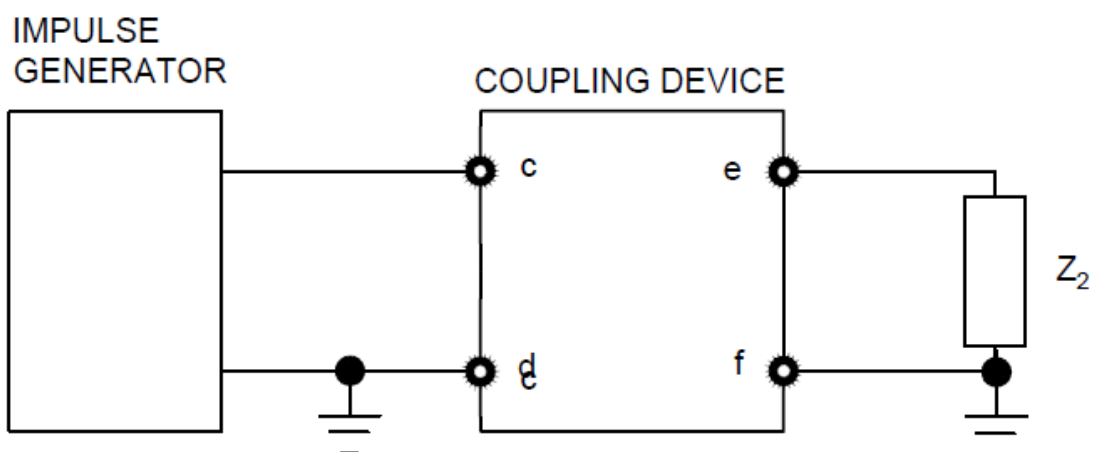 IMPULSE
GENERATOR
COUPLING DEVICE
c
e
Z2
d
c
f